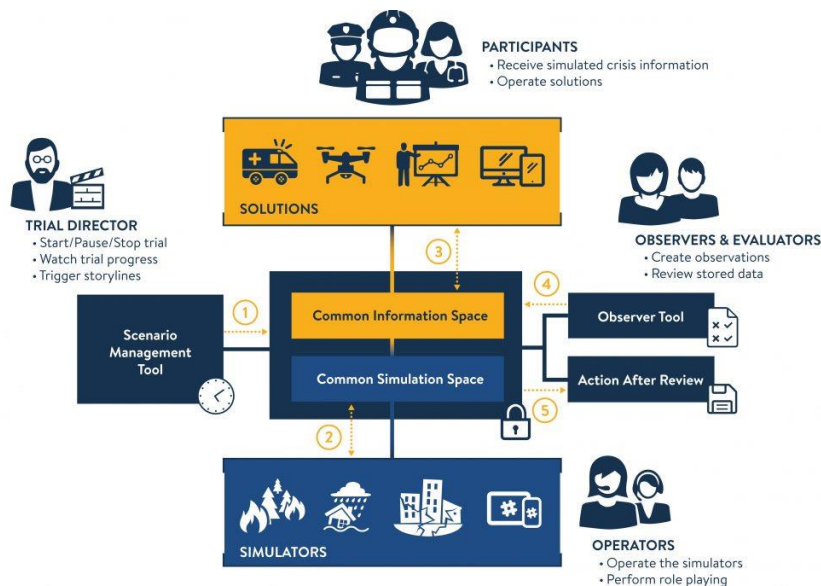 PARTICIPANTS
• Receive simulated crisis information
• Operate solutions
SOLUTIONS
TRIAL DIRECTOR
• Start/Pause/Stop trial
• Watch trial progress
• Trigger storylines
OBSERVERS & EVALUATORS
• Create observations
• Review stored data
3
1
4
Scenario
Management
Tool
Common Information Space
Common Simulation Space
Observer Tool
Action After Review
5
2
# #
SIMULATORS
OPERATORS
• Operate the simulators
• Perform role playing